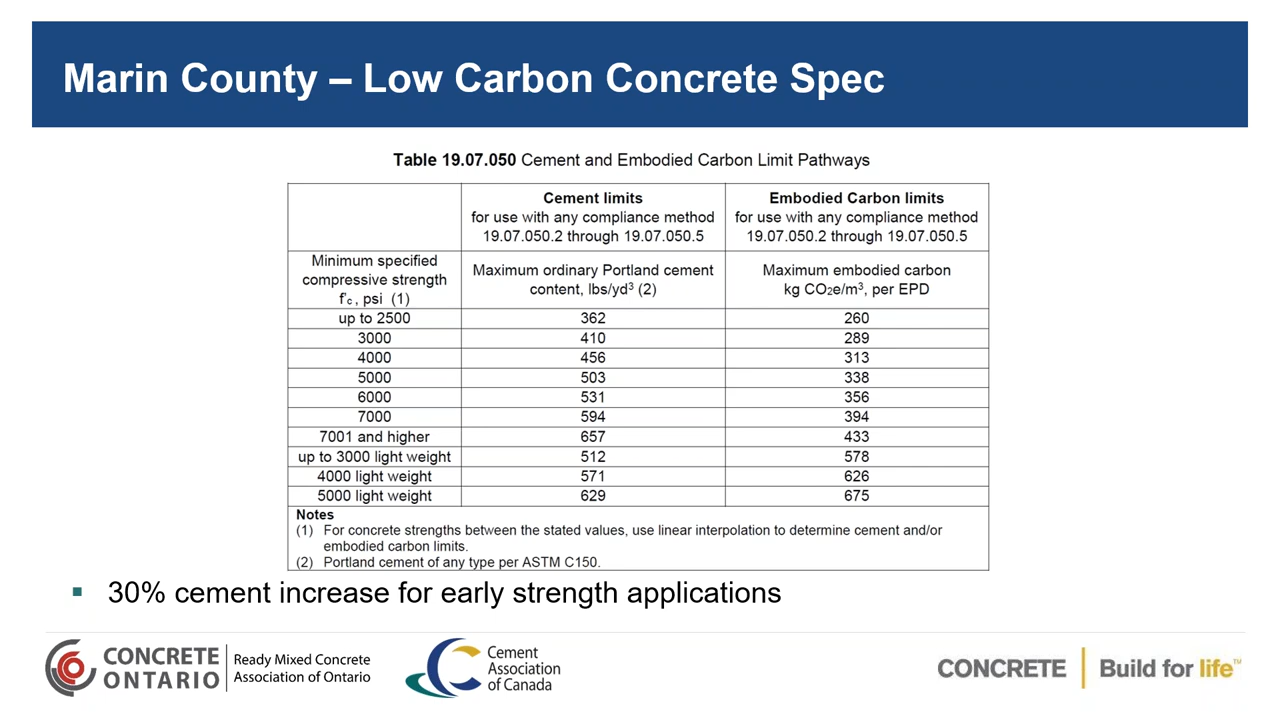 Marin County – Low Carbon Concrete Spec
Table 19.07.050 Cement and Embodied Carbon Limit Pathways
Cement limits
for use with any compliance method
19.07.050.2 through 19.07.050.5
Embodied Carbon limits
for use with any compliance method
19.07.050.2 through 19.07.050.5
Minimum specified
compressive strength
f'c , psi (1)
Maximum ordinary Portland cement
content, lbs/yd³ (2)
Maximum embodied carbon
kg CO2e/m³, per EPD
up to 2500 362 260
3000 410 289
4000 456 313
5000 503 338
6000 531 356
7000 594 394
7001 and higher 657 433
up to 3000 light weight 512 578
4000 light weight 571 626
5000 light weight 629 675
Notes
(1) For concrete strengths between the stated values, use linear interpolation to determine cement and/or
embodied carbon limits.
(2) Portland cement of any type per ASTM C150.
▪ 30% cement increase for early strength applications
CONCRETE
ONTARIO
Ready Mixed Concrete
Association of Ontario
Cement
Association
of Canada
CONCRETE | Build for life™